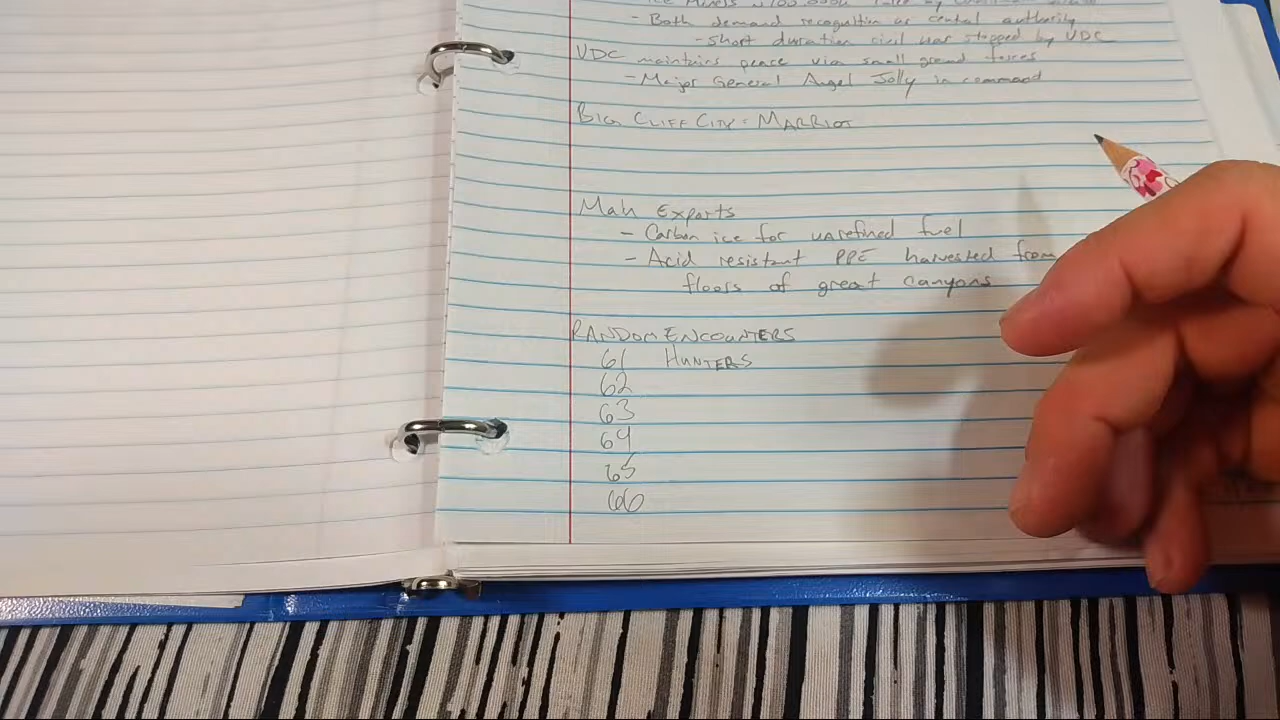 - Both demand recognition as central authority
- Short duration civil war stopped by VDC
VDC maintains peace via small ground forces
- Major General Angel Jolly in command
BIG CLIFF CITY: MARRIOT
Main Exports
- Carbon ice for unrefined fuel
- Acid resistant PPE harvested from
floors of great canyons
RANDOM ENCOUNTERS
61 HUNTERS
62
63
64
65
66